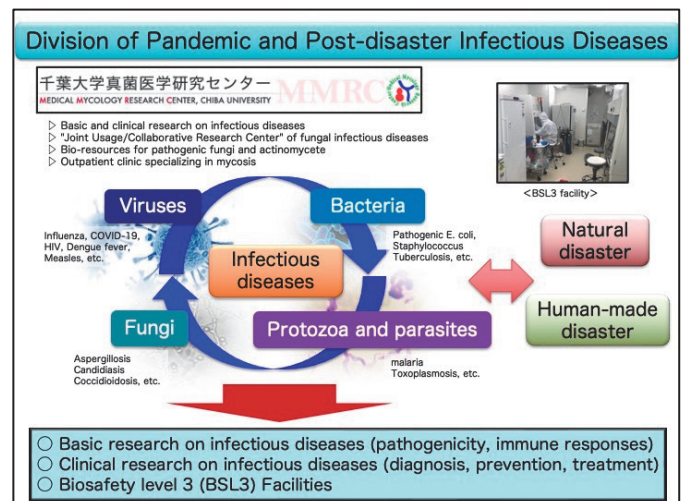 Division of Pandemic and Post-disaster Infectious Diseases
千葉大学真菌医学研究センター
MEDICAL MYCOLOGY RESEARCH CENTER, CHIBA UNIVERSITY
MMRC
▷ Basic and clinical research on infectious diseases
▷ "Joint Usage/Collaborative Research Center" of fungal infectious diseases
▷ Bio-resources for pathogenic fungi and actinomycete
▷ Outpatient clinic specializing in mycosis
<BSL3 facility>
Viruses
Influenza, COVID-19,
HIV, Dengue fever,
Measles, etc.
Bacteria
Pathogenic E. coli,
Staphylococcus
Tuberculosis, etc.
Infectious
diseases
Natural
disaster
Human-made
disaster
Fungi
Aspergillosis
Candidiasis
Coccidioidosis, etc.
Protozoa and parasites
malaria
Toxoplasmosis, etc.
○ Basic research on infectious diseases (pathogenicity, immune responses)
○ Clinical research on infectious diseases (diagnosis, prevention, treatment)
○ Biosafety level 3 (BSL3) Facilities